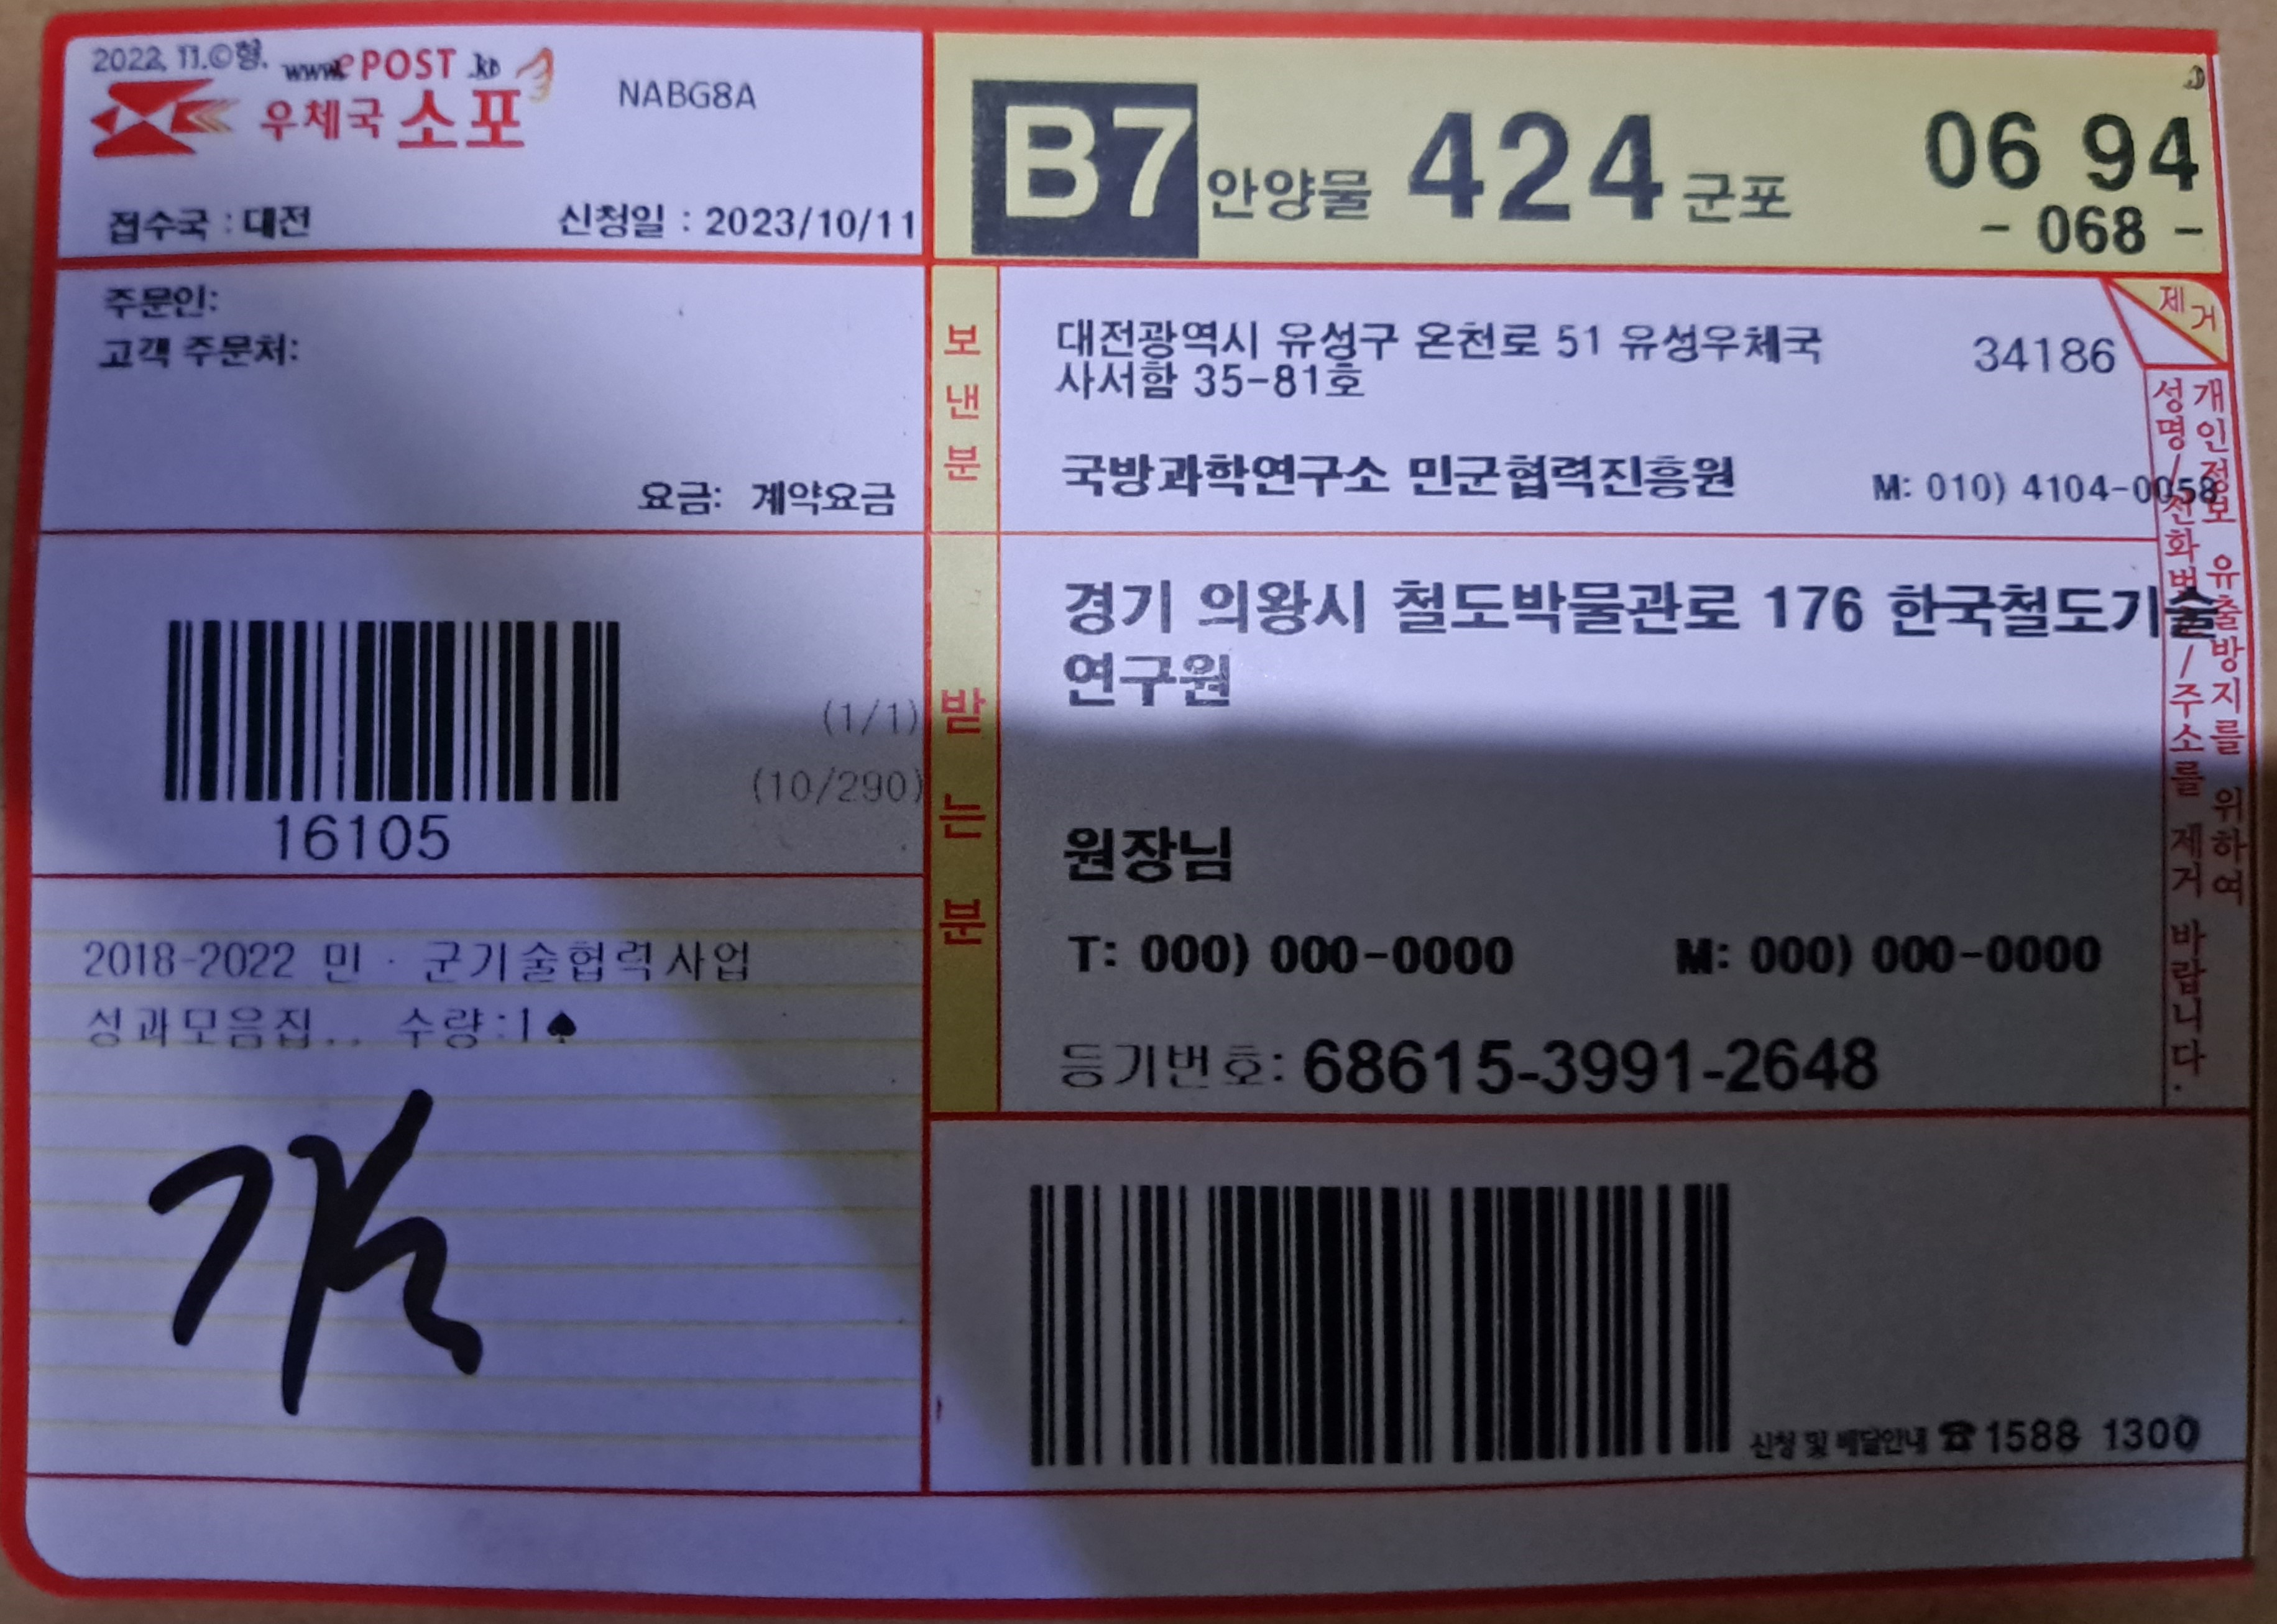 2022. 11.©형.
www.ePOST.kr
우체국 소포
NABG8A
접수국 : 대전
신청일 : 2023/10/11
B7 안양물 424 군포
06 94
- 068 -
주문인:
고객 주문처:
요금: 계약요금
보낸분
대전광역시 유성구 온천로 51 유성우체국
사서함 35-81호
34186
국방과학연구소 민군협력진흥원
M: 010) 4104-0058
제거
개인정보 유출방지를 위하여
성명/전화번호/주소를 제거 바랍니다.
(1/1)
(10/290)
16105
받는분
경기 의왕시 철도박물관로 176 한국철도기술
연구원
원장님
T: 000) 000-0000
M: 000) 000-0000
등기번호: 68615-3991-2648
2018-2022 민 · 군기술협력사업
성과모음집.. 수량:1♠
신청 및 배달안내 ☎1588 1300